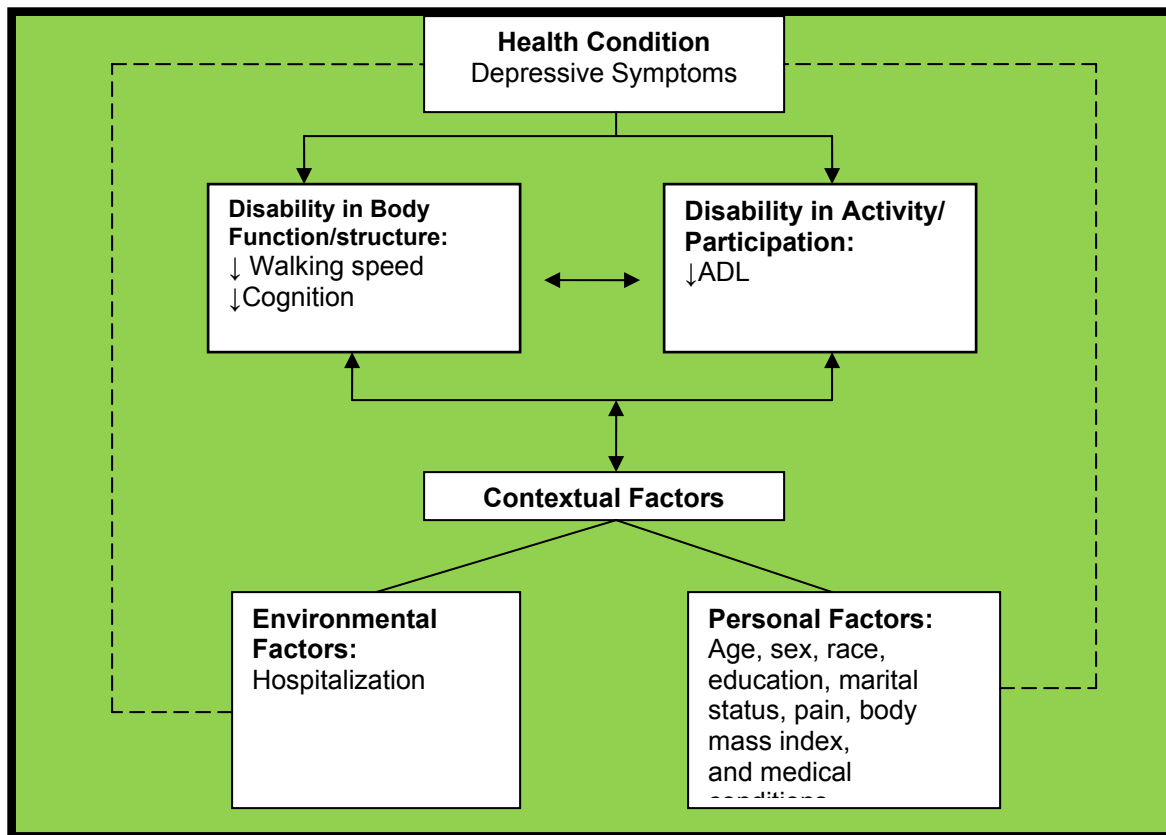 Health Condition
Depressive Symptoms
Disability in Body
Function/structure:
↓ Walking speed
↓Cognition
Disability in Activity/
Participation:
↓ADL
Contextual Factors
Environmental
Factors:
Hospitalization
Personal Factors:
Age, sex, race,
education, marital
status, pain, body
mass index,
and medical
conditions